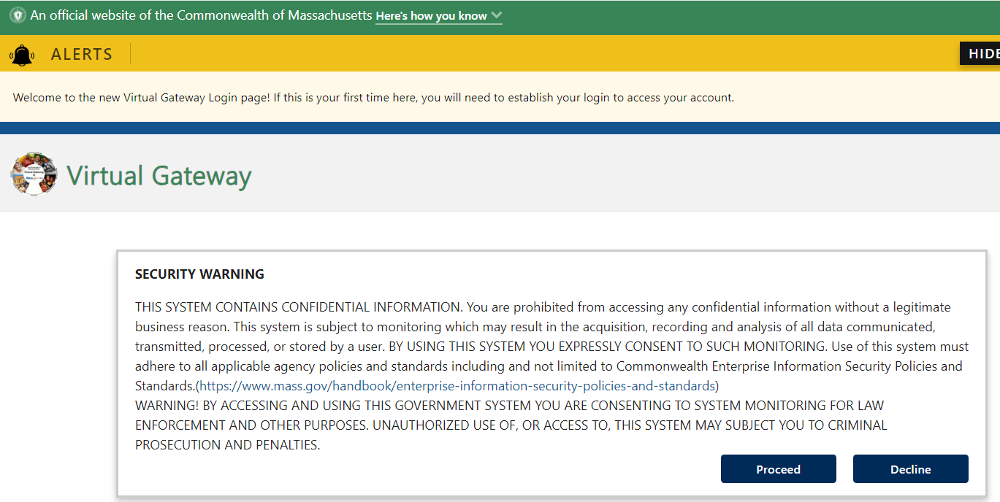 An official website of the Commonwealth of Massachusetts Here's how you know
ALERTS
HIDE
Welcome to the new Virtual Gateway Login page! If this is your first time here, you will need to establish your login to access your account.
Virtual Gateway
SECURITY WARNING
THIS SYSTEM CONTAINS CONFIDENTIAL INFORMATION. You are prohibited from accessing any confidential information without a legitimate
business reason. This system is subject to monitoring which may result in the acquisition, recording and analysis of all data communicated,
transmitted, processed, or stored by a user. BY USING THIS SYSTEM YOU EXPRESSLY CONSENT TO SUCH MONITORING. Use of this system must
adhere to all applicable agency policies and standards including and not limited to Commonwealth Enterprise Information Security Policies and
Standards.(https://www.mass.gov/handbook/enterprise-information-security-policies-and-standards)
WARNING! BY ACCESSING AND USING THIS GOVERNMENT SYSTEM YOU ARE CONSENTING TO SYSTEM MONITORING FOR LAW
ENFORCEMENT AND OTHER PURPOSES. UNAUTHORIZED USE OF, OR ACCESS TO, THIS SYSTEM MAY SUBJECT YOU TO CRIMINAL
PROSECUTION AND PENALTIES.
Proceed
Decline